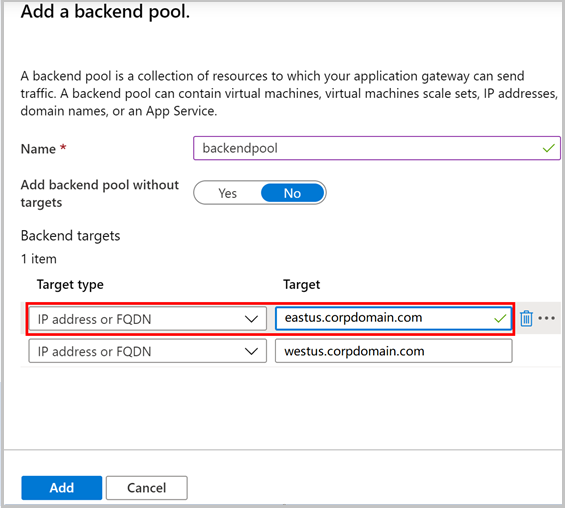 Add a backend pool.
A backend pool is a collection of resources to which your application gateway can send
traffic. A backend pool can contain virtual machines, virtual machines scale sets, IP addresses,
domain names, or an App Service.
Name * backendpool
Add backend pool without
targets
Yes No
Backend targets
1 item
Target type Target
IP address or FQDN eastus.corpdomain.com
IP address or FQDN westus.corpdomain.com
Add Cancel